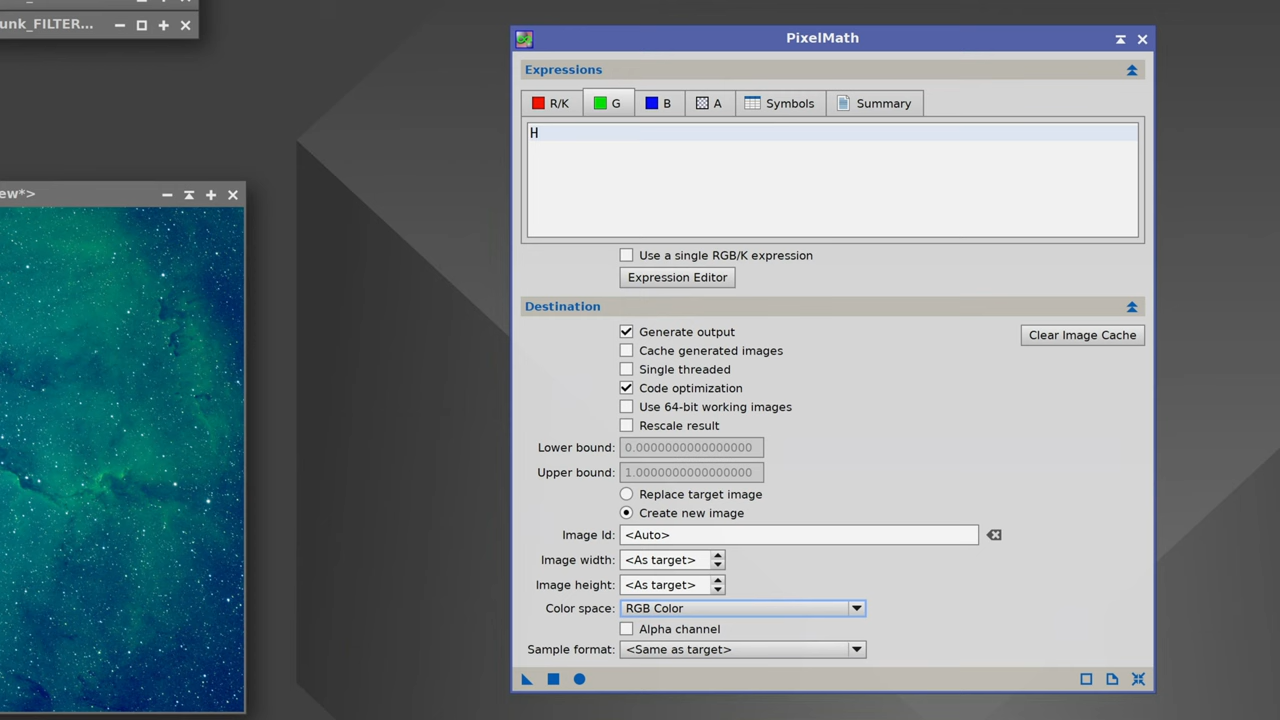 unk_FILTER...
ew*>
PixelMath
Expressions
R/K G B A Symbols Summary
H
Use a single RGB/K expression
Expression Editor
Destination
Generate output
Clear Image Cache
Cache generated images
Single threaded
Code optimization
Use 64-bit working images
Rescale result
Lower bound: 0.0000000000000000
Upper bound: 1.0000000000000000
Replace target image
Create new image
Image Id: <Auto>
Image width: <As target>
Image height: <As target>
Color space: RGB Color
Alpha channel
Sample format: <Same as target>